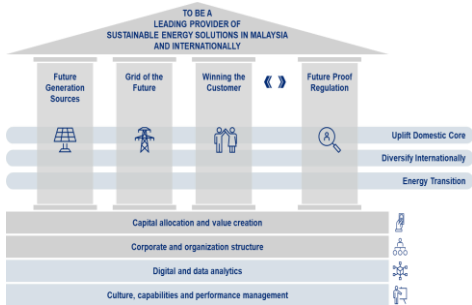 TO BE A
LEADING PROVIDER OF
SUSTAINABLE ENERGY SOLUTIONS IN MALAYSIA
AND INTERNATIONALLY
Future
Generation
Sources
Grid of the
Future
Winning the
Customer
Future Proof
Regulation
Uplift Domestic Core
Diversify Internationally
Energy Transition
Capital allocation and value creation
Corporate and organization structure
Digital and data analytics
Culture, capabilities and performance management